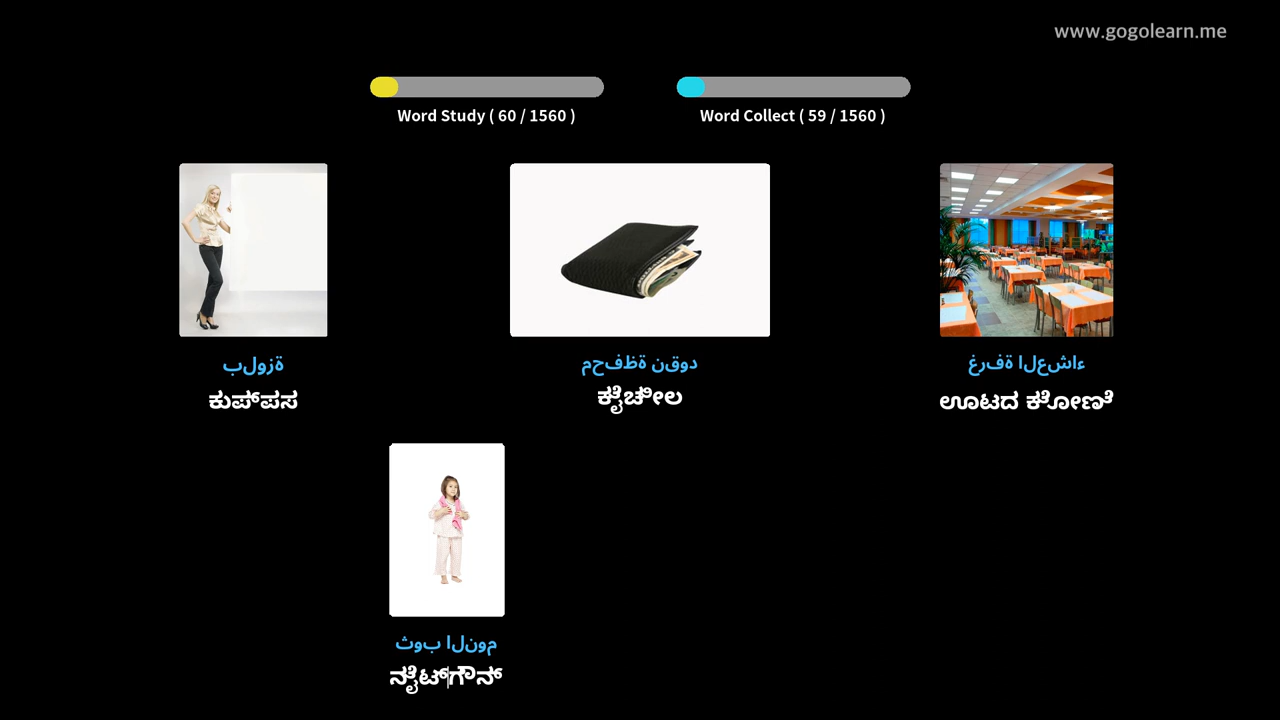 www.gogolearn.me
Word Study ( 60 / 1560 )
Word Collect ( 59 / 1560 )
بلوزة
ಕುಪ್ಪಸ
محفظة نقود
ಕೈಚೀಲ
غرفة العشاء
ಊಟದ ಕೋಣೆ
ثوب النوم
ನೈಟ್‌ಗೌನ್